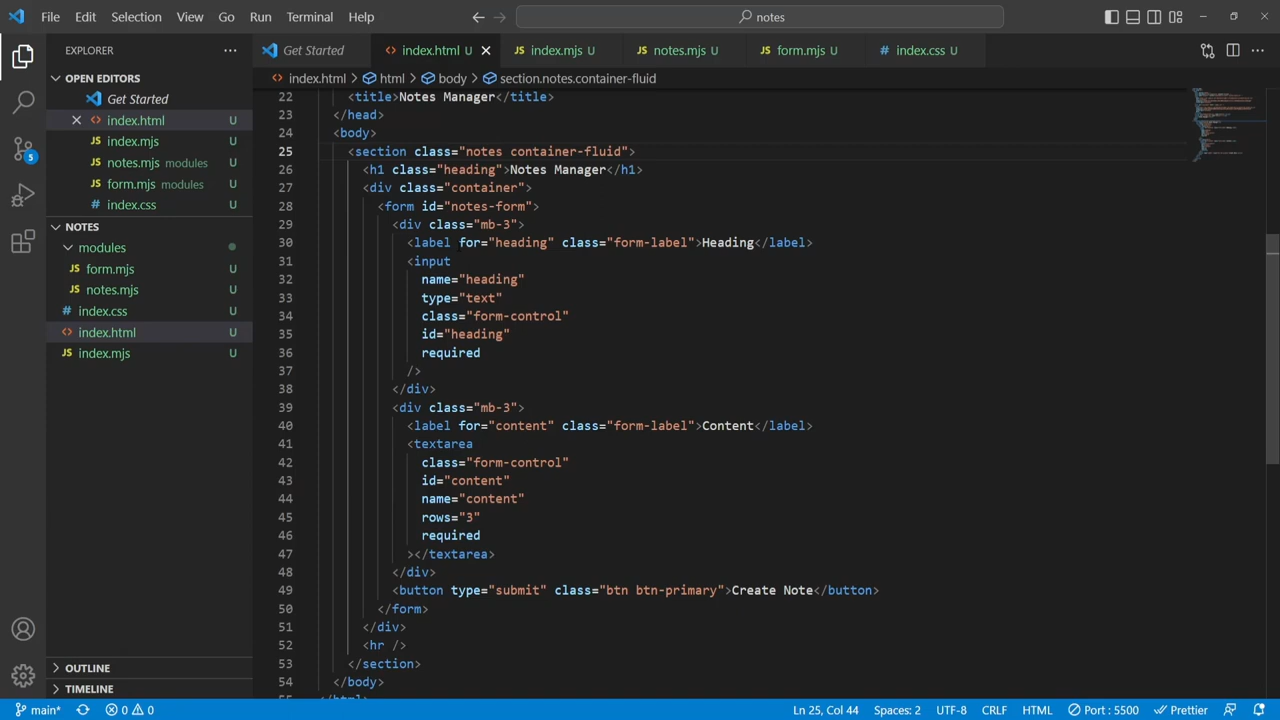 File Edit Selection View Go Run Terminal Help
notes
EXPLORER
Get Started
index.html U
index.mjs U
notes.mjs U
form.mjs U
index.css U
index.html > html > body > section.notes.container-fluid
OPEN EDITORS
Get Started
index.html U
index.mjs U
notes.mjs modules U
form.mjs modules U
index.css U
NOTES
modules
form.mjs U
notes.mjs U
index.css U
index.html U
index.mjs U
5
OUTLINE
TIMELINE
22 <title>Notes Manager</title>
23 </head>
24 <body>
25 <section class="notes container-fluid">
26 <h1 class="heading">Notes Manager</h1>
27 <div class="container">
28 <form id="notes-form">
29 <div class="mb-3">
30 <label for="heading" class="form-label">Heading</label>
31 <input
32 name="heading"
33 type="text"
34 class="form-control"
35 id="heading"
36 required
37 />
38 </div>
39 <div class="mb-3">
40 <label for="content" class="form-label">Content</label>
41 <textarea
42 class="form-control"
43 id="content"
44 name="content"
45 rows="3"
46 required
47 ></textarea>
48 </div>
49 <button type="submit" class="btn btn-primary">Create Note</button>
50 </form>
51 </div>
52 <hr />
53 </section>
54 </body>
55 </html>
main* 0 0 Ln 25, Col 44 Spaces: 2 UTF-8 CRLF HTML Port : 5500 Prettier